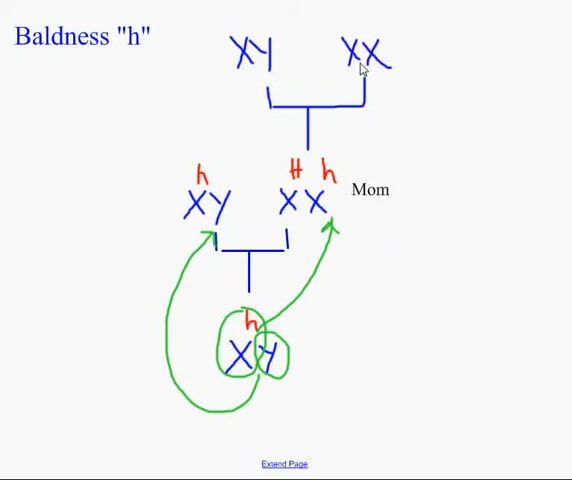 Baldness "h"
XY XX
h H h
XY XX Mom
h
XY
Extend Page